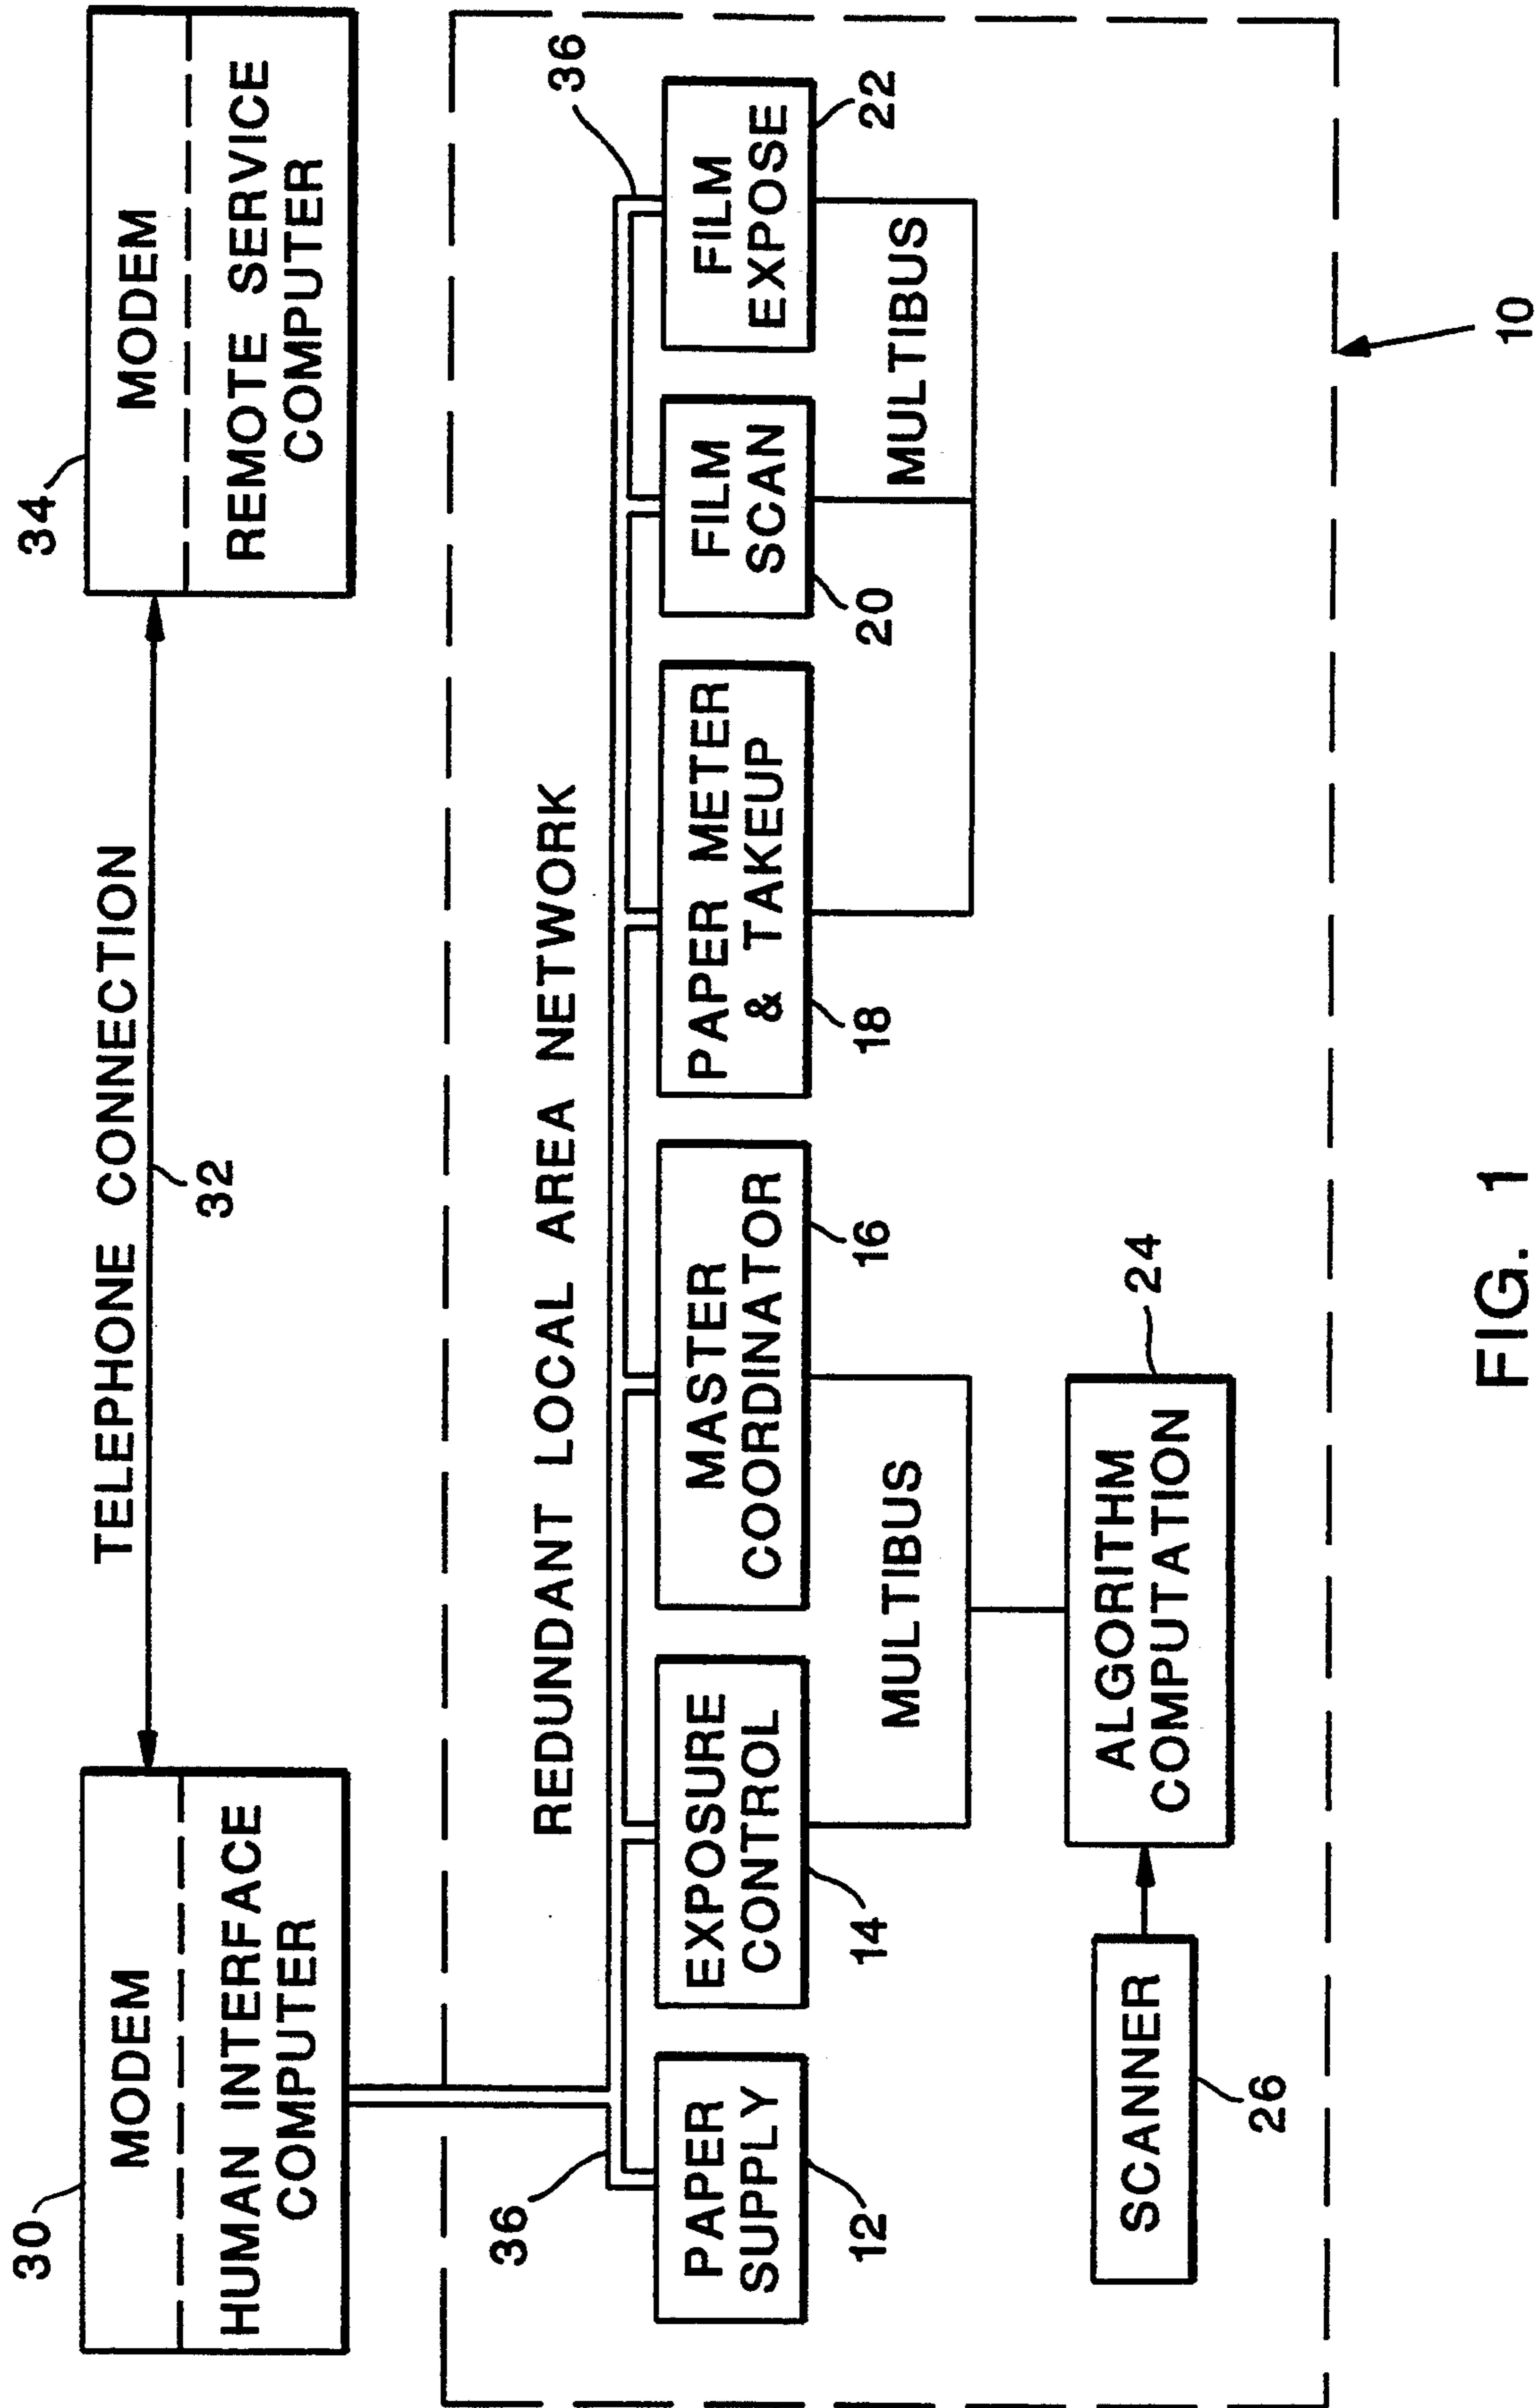 30
MODEM
HUMAN INTERFACE
COMPUTER
TELEPHONE CONNECTION
32
34
MODEM
REMOTE SERVICE
COMPUTER
REDUNDANT LOCAL AREA NETWORK
36
36
PAPER
SUPPLY
12
EXPOSURE
CONTROL
14
MASTER
COORDINATOR
16
PAPER METER
& TAKEUP
18
FILM
SCAN
20
FILM
EXPOSE
22
MULTIBUS
MULTIBUS
SCANNER
26
ALGORITHM
COMPUTATION
24
10
FIG. 1